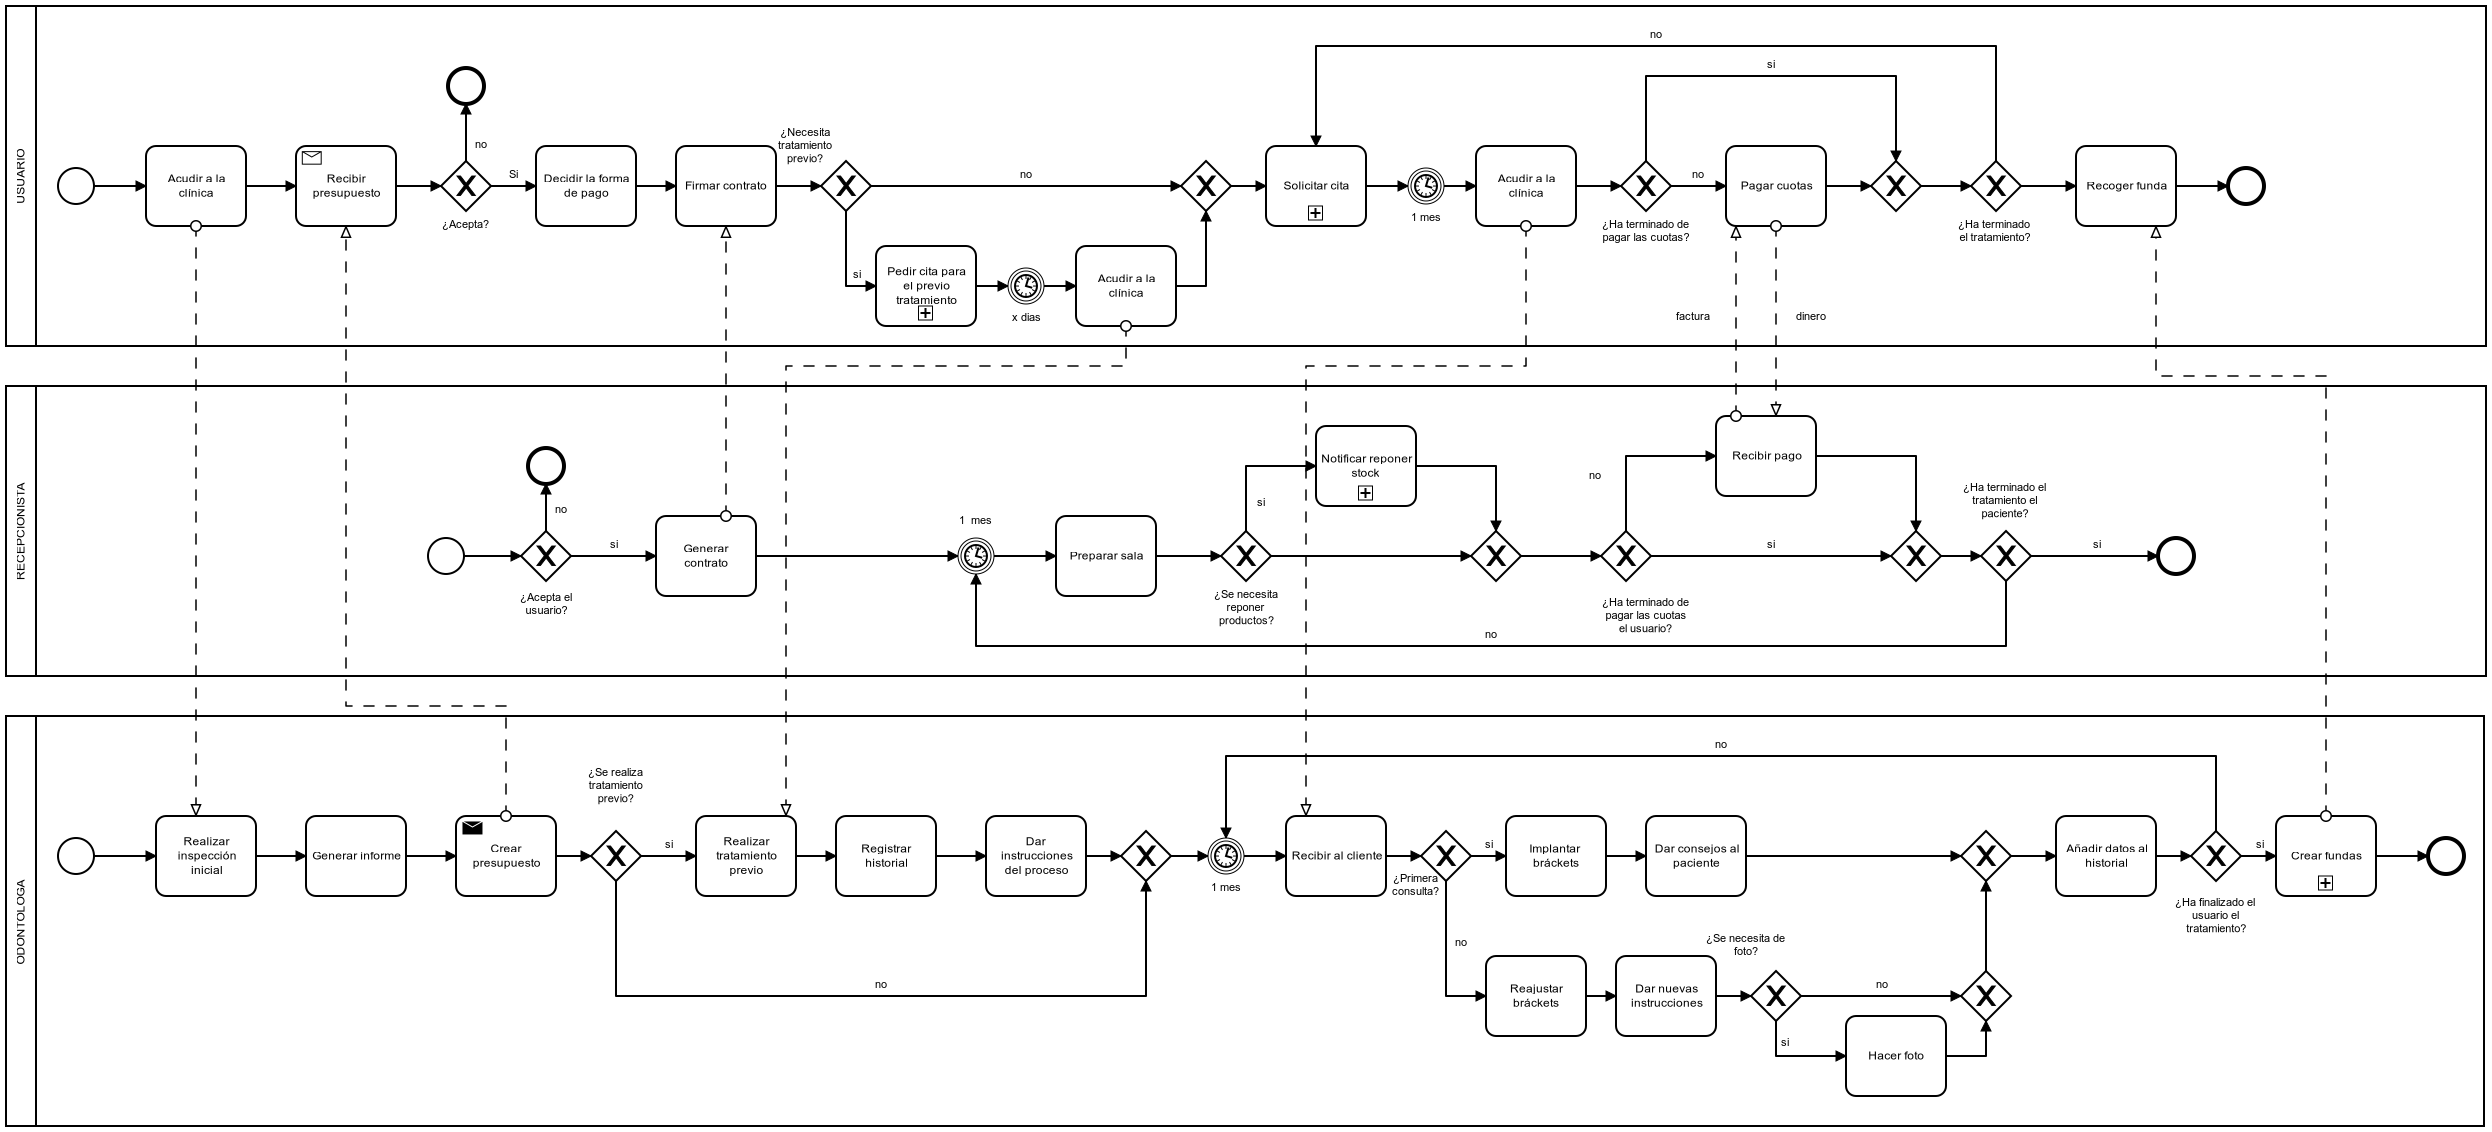 USUARIO
Acudir a la
clínica
Recibir
presupuesto
¿Acepta?
no
Si
Decidir la forma
de pago
Firmar contrato
¿Necesita
tratamiento
previo?
no
si
Pedir cita para
el previo
tratamiento
x dias
Acudir a la
clínica
Solicitar cita
1 mes
Acudir a la
clínica
¿Ha terminado de
pagar las cuotas?
no
si
no
Pagar cuotas
¿Ha terminado
el tratamiento?
Recoger funda
factura
dinero
RECEPCIONISTA
¿Acepta el
usuario?
no
si
Generar
contrato
1 mes
Preparar sala
¿Se necesita
reponer
productos?
si
Notificar reponer
stock
¿Ha terminado de
pagar las cuotas
el usuario?
no
si
Recibir pago
¿Ha terminado el
tratamiento el
paciente?
si
no
ODONTOLOGA
Realizar
inspección
inicial
Generar informe
Crear
presupuesto
¿Se realiza
tratamiento
previo?
si
no
Realizar
tratamiento
previo
Registrar
historial
Dar
instrucciones
del proceso
1 mes
Recibir al cliente
¿Primera
consulta?
si
no
Implantar
bráckets
Dar consejos al
paciente
Reajustar
bráckets
Dar nuevas
instrucciones
¿Se necesita de
foto?
no
si
Hacer foto
Añadir datos al
historial
¿Ha finalizado el
usuario el
tratamiento?
no
si
Crear fundas